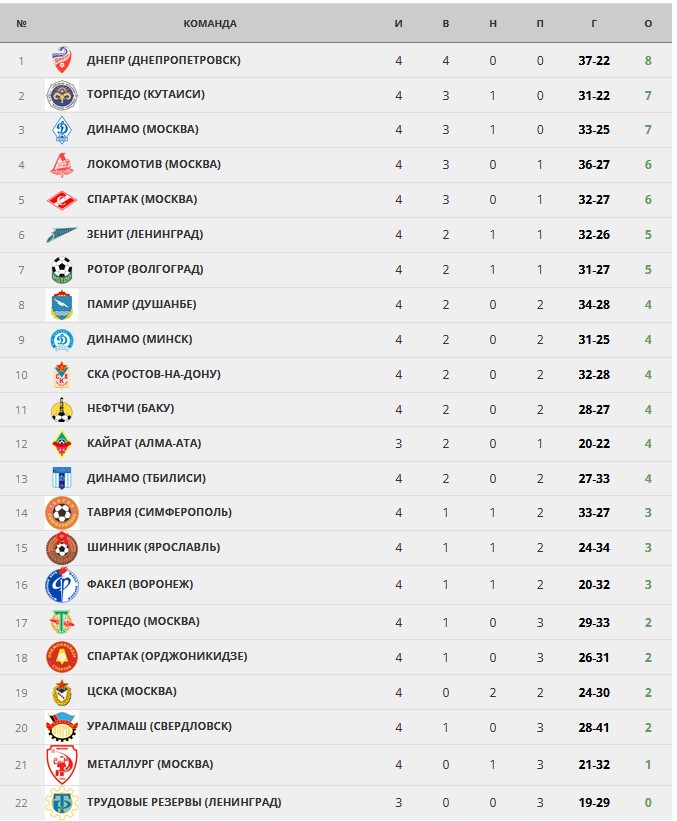 № КОМАНДА И В Н П Г О
1 ДНЕПР (ДНЕПРОПЕТРОВСК) 4 4 0 0 37-22 8
2 ТОРПЕДО (КУТАИСИ) 4 3 1 0 31-22 7
3 ДИНАМО (МОСКВА) 4 3 1 0 33-25 7
4 ЛОКОМОТИВ (МОСКВА) 4 3 0 1 36-27 6
5 СПАРТАК (МОСКВА) 4 3 0 1 32-27 6
6 ЗЕНИТ (ЛЕНИНГРАД) 4 2 1 1 32-26 5
7 РОТОР (ВОЛГОГРАД) 4 2 1 1 31-27 5
8 ПАМИР (ДУШАНБЕ) 4 2 0 2 34-28 4
9 ДИНАМО (МИНСК) 4 2 0 2 31-25 4
10 СКА (РОСТОВ-НА-ДОНУ) 4 2 0 2 32-28 4
11 НЕФТЧИ (БАКУ) 4 2 0 2 28-27 4
12 КАЙРАТ (АЛМА-АТА) 3 2 0 1 20-22 4
13 ДИНАМО (ТБИЛИСИ) 4 2 0 2 27-33 4
14 ТАВРИЯ (СИМФЕРОПОЛЬ) 4 1 1 2 33-27 3
15 ШИННИК (ЯРОСЛАВЛЬ) 4 1 1 2 24-34 3
16 ФАКЕЛ (ВОРОНЕЖ) 4 1 1 2 20-32 3
17 ТОРПЕДО (МОСКВА) 4 1 0 3 29-33 2
18 СПАРТАК (ОРДЖОНИКИДЗЕ) 4 1 0 3 26-31 2
19 ЦСКА (МОСКВА) 4 0 2 2 24-30 2
20 УРАЛМАШ (СВЕРДЛОВСК) 4 1 0 3 28-41 2
21 МЕТАЛЛУРГ (МОСКВА) 4 0 1 3 21-32 1
22 ТРУДОВЫЕ РЕЗЕРВЫ (ЛЕНИНГРАД) 3 0 0 3 19-29 0